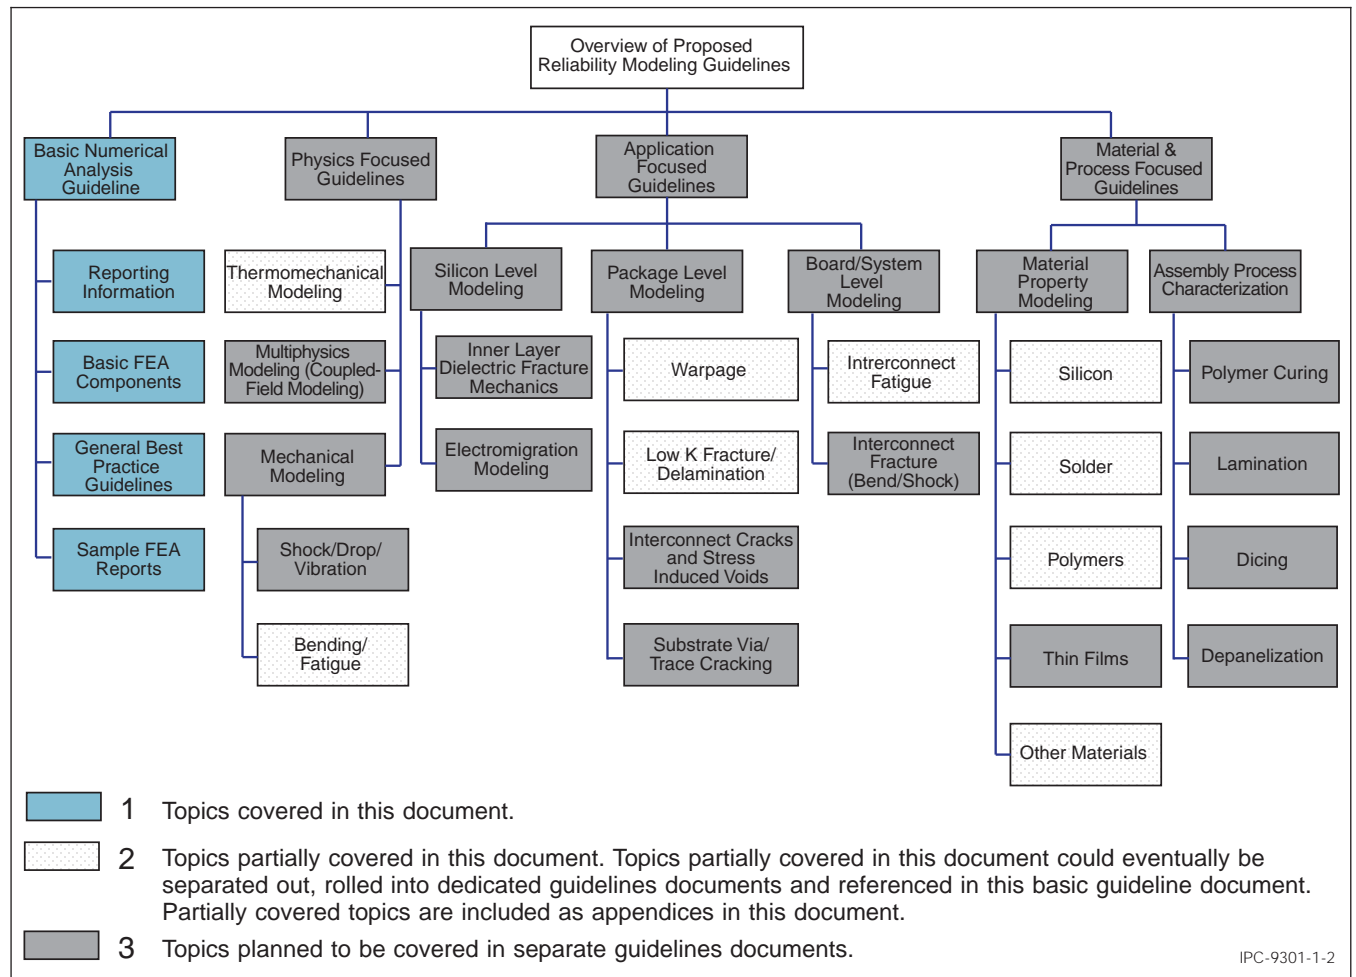 Overview of Proposed
Reliability Modeling Guidelines
Basic Numerical
Analysis
Guideline
Physics Focused
Guidelines
Application
Focused
Guidelines
Material &
Process Focused
Guidelines
Reporting
Information
Basic FEA
Components
General Best
Practice
Guidelines
Sample FEA
Reports
Thermomechanical
Modeling
Multiphysics
Modeling (Coupled-
Field Modeling)
Mechanical
Modeling
Shock/Drop/
Vibration
Bending/
Fatigue
Silicon Level
Modeling
Inner Layer
Dielectric Fracture
Mechanics
Electromigration
Modeling
Package Level
Modeling
Warpage
Low K Fracture/
Delamination
Interconnect Cracks
and Stress
Induced Voids
Substrate Via/
Trace Cracking
Board/System
Level
Modeling
Intrerconnect
Fatigue
Interconnect
Fracture
(Bend/Shock)
Material
Property
Modeling
Silicon
Solder
Polymers
Thin Films
Other Materials
Assembly Process
Characterization
Polymer Curing
Lamination
Dicing
Depanelization
1 Topics covered in this document.
2 Topics partially covered in this document. Topics partially covered in this document could eventually be
separated out, rolled into dedicated guidelines documents and referenced in this basic guideline document.
Partially covered topics are included as appendices in this document.
3 Topics planned to be covered in separate guidelines documents.
IPC-9301-1-2